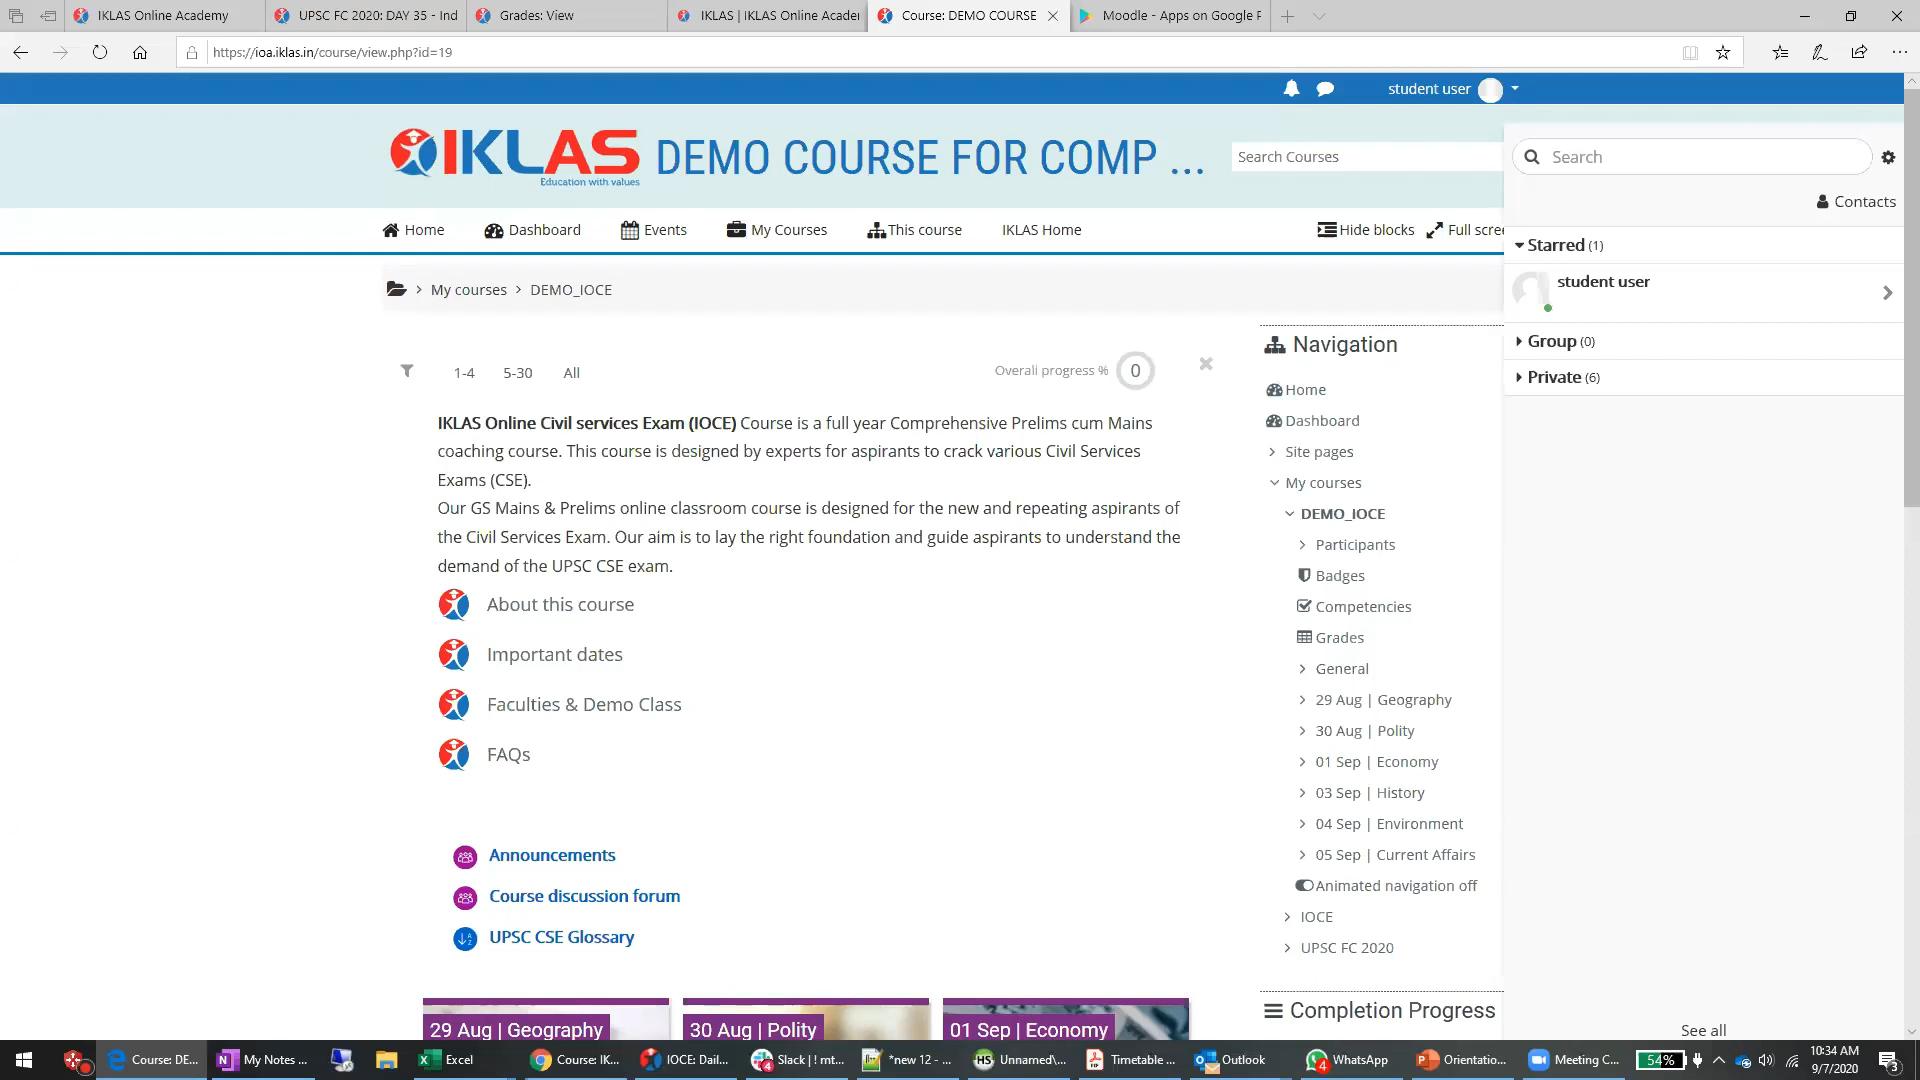 IKLAS Online Academy
UPSC FC 2020: DAY 35 - Ind
Grades: View
IKLAS | IKLAS Online Acader
Course: DEMO COURSE
Moodle - Apps on Google P
https://ioa.iklas.in/course/view.php?id=19
student user
IKLAS
Education with values
DEMO COURSE FOR COMP ...
Search Courses
Search
Contacts
Home
Dashboard
Events
My Courses
This course
IKLAS Home
Hide blocks
Full scree
Starred (1)
student user
Group (0)
Private (6)
My courses
DEMO_IOCE
1-4
5-30
All
Overall progress %
0
IKLAS Online Civil services Exam (IOCE) Course is a full year Comprehensive Prelims cum Mains
coaching course. This course is designed by experts for aspirants to crack various Civil Services
Exams (CSE).
Our GS Mains & Prelims online classroom course is designed for the new and repeating aspirants of
the Civil Services Exam. Our aim is to lay the right foundation and guide aspirants to understand the
demand of the UPSC CSE exam.
About this course
Important dates
Faculties & Demo Class
FAQs
Announcements
Course discussion forum
UPSC CSE Glossary
29 Aug | Geography
30 Aug | Polity
01 Sep | Economy
Navigation
Home
Dashboard
Site pages
My courses
DEMO_IOCE
Participants
Badges
Competencies
Grades
General
29 Aug | Geography
30 Aug | Polity
01 Sep | Economy
03 Sep | History
04 Sep | Environment
05 Sep | Current Affairs
Animated navigation off
IOCE
UPSC FC 2020
Completion Progress
See all
Course: DE...
My Notes ...
Excel
Course: IK...
IOCE: Dail...
Slack | ! mt...
*new 12 - ...
Unnamed\...
Timetable ...
Outlook
WhatsApp
Orientatio...
Meeting C...
54%
10:34 AM
9/7/2020
3